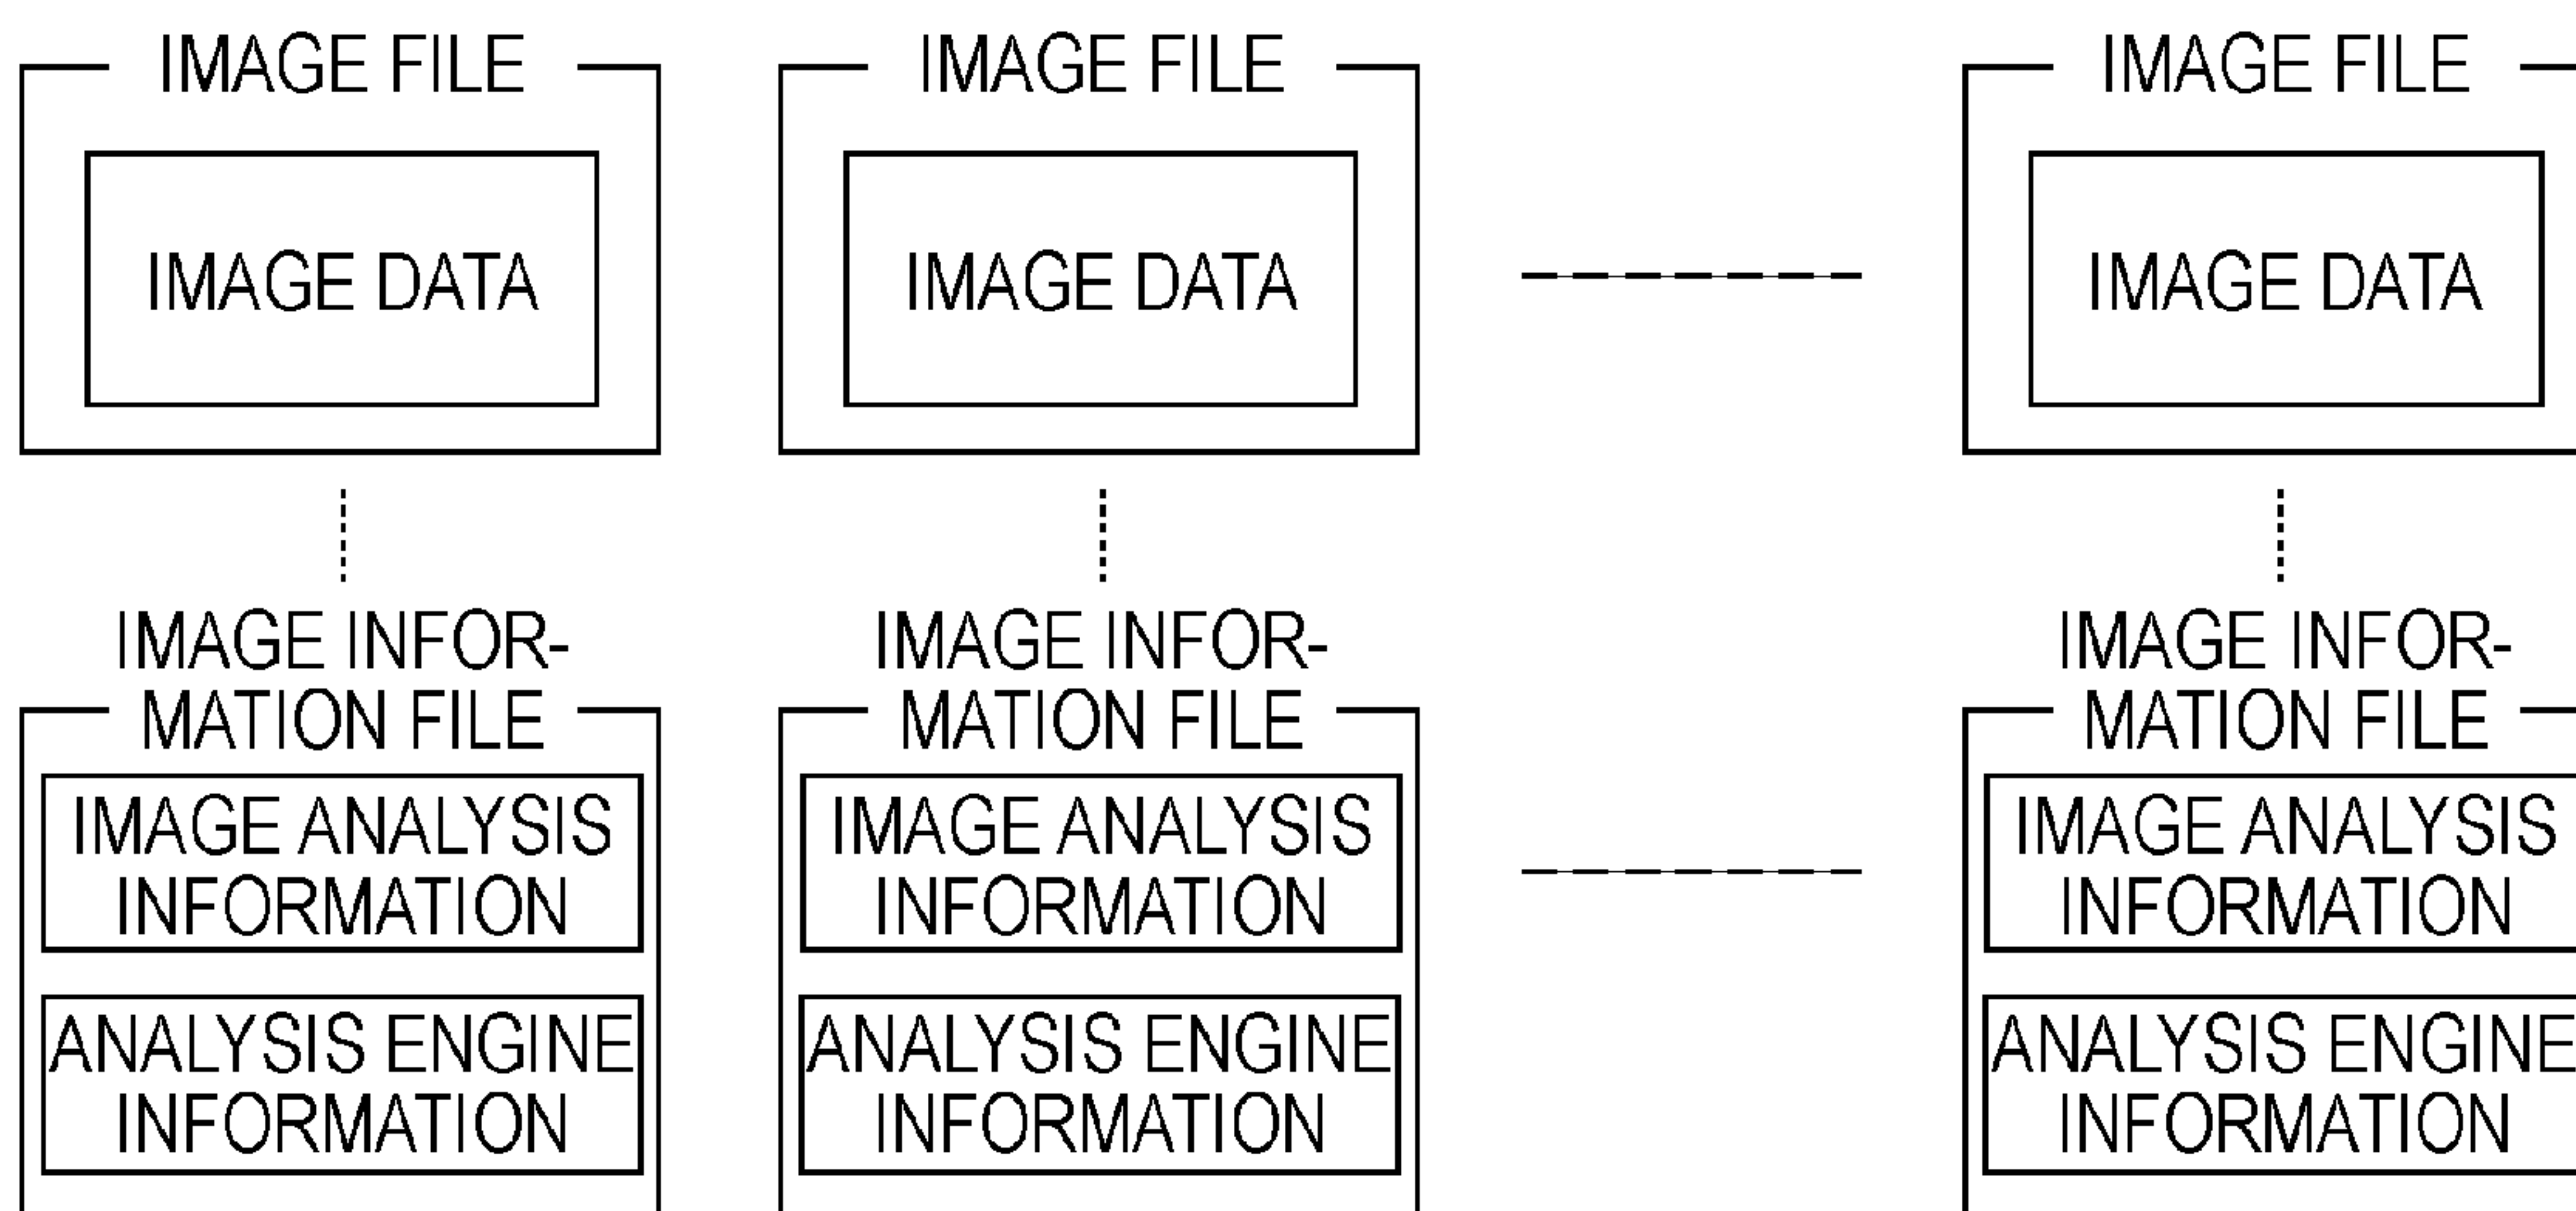 IMAGE FILE
IMAGE DATA
IMAGE FILE
IMAGE DATA
IMAGE FILE
IMAGE DATA
IMAGE INFOR-
MATION FILE
IMAGE ANALYSIS
INFORMATION
ANALYSIS ENGINE
INFORMATION
IMAGE INFOR-
MATION FILE
IMAGE ANALYSIS
INFORMATION
ANALYSIS ENGINE
INFORMATION
IMAGE INFOR-
MATION FILE
IMAGE ANALYSIS
INFORMATION
ANALYSIS ENGINE
INFORMATION